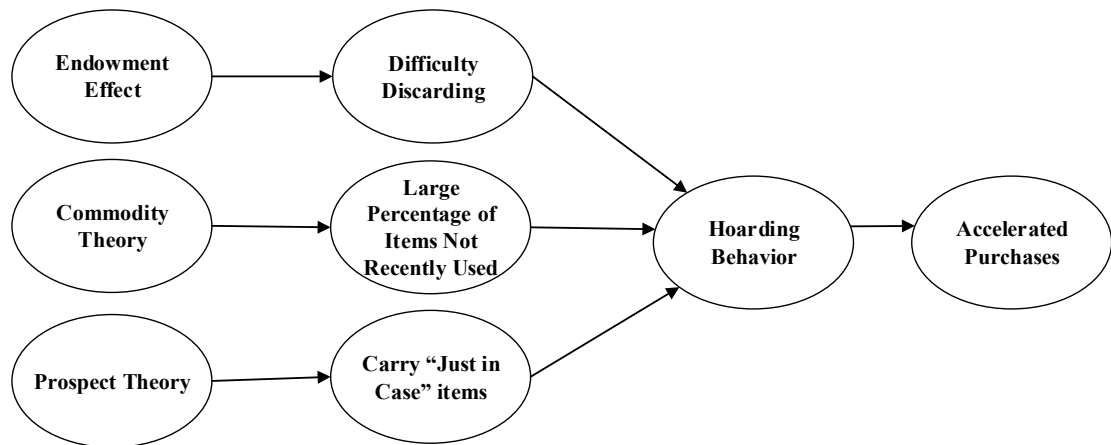 Endowment
Effect
Difficulty
Discarding
Commodity
Theory
Large
Percentage of
Items Not
Recently Used
Hoarding
Behavior
Accelerated
Purchases
Prospect Theory
Carry “Just in
Case” items